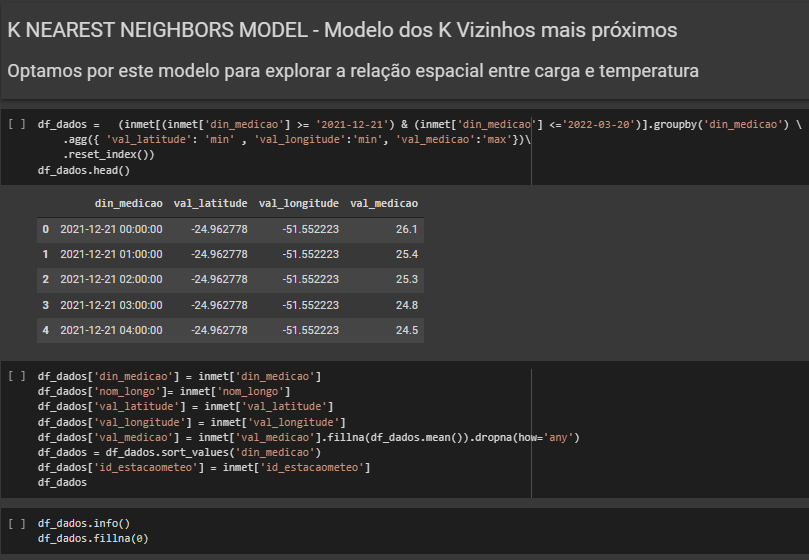 K NEAREST NEIGHBORS MODEL - Modelo dos K Vizinhos mais próximos
Optamos por este modelo para explorar a relação espacial entre carga e temperatura
[ ] df_dados =   (inmet[(inmet['din_medicao'] >= '2021-12-21') & (inmet['din_medicao'] <='2022-03-20')].groupby('din_medicao') \
.agg({ 'val_latitude': 'min' , 'val_longitude':'min', 'val_medicao':'max'})\
.reset_index())
df_dados.head()
din_medicao val_latitude val_longitude val_medicao
0 2021-12-21 00:00:00 -24.962778 -51.552223 26.1
1 2021-12-21 01:00:00 -24.962778 -51.552223 25.4
2 2021-12-21 02:00:00 -24.962778 -51.552223 25.3
3 2021-12-21 03:00:00 -24.962778 -51.552223 24.8
4 2021-12-21 04:00:00 -24.962778 -51.552223 24.5
[ ] df_dados['din_medicao'] = inmet['din_medicao']
df_dados['nom_longo']= inmet['nom_longo']
df_dados['val_latitude'] = inmet['val_latitude']
df_dados['val_longitude'] = inmet['val_longitude']
df_dados['val_medicao'] = inmet['val_medicao'].fillna(df_dados.mean()).dropna(how='any')
df_dados = df_dados.sort_values('din_medicao')
df_dados['id_estacaometeo'] = inmet['id_estacaometeo']
df_dados
[ ] df_dados.info()
df_dados.fillna(0)